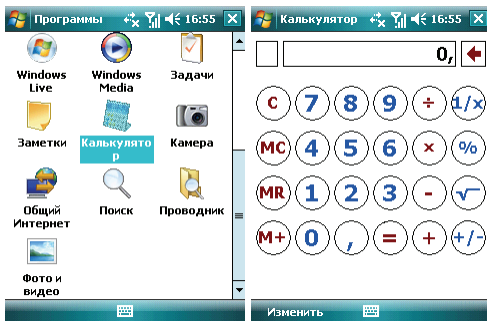 Программы 16:55
Windows Live
Windows Media
Задачи
Заметки
Калькулято
р
Камера
Общий Интернет
Поиск
Проводник
Фото и видео
Калькулятор 16:55
0,
C 7 8 9 ÷ 1/x
MC 4 5 6 × %
MR 1 2 3 - √
M+ 0 , = + +/-
Изменить